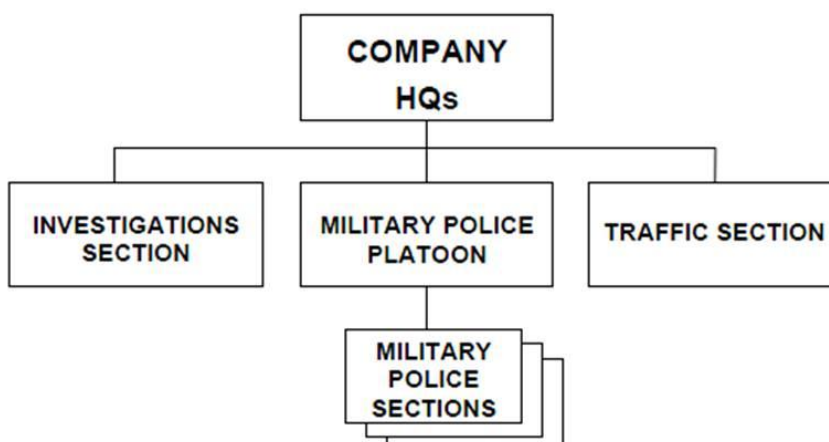 COMPANY
HQs
INVESTIGATIONS
SECTION
MILITARY POLICE
PLATOON
TRAFFIC SECTION
MILITARY
POLICE
SECTIONS